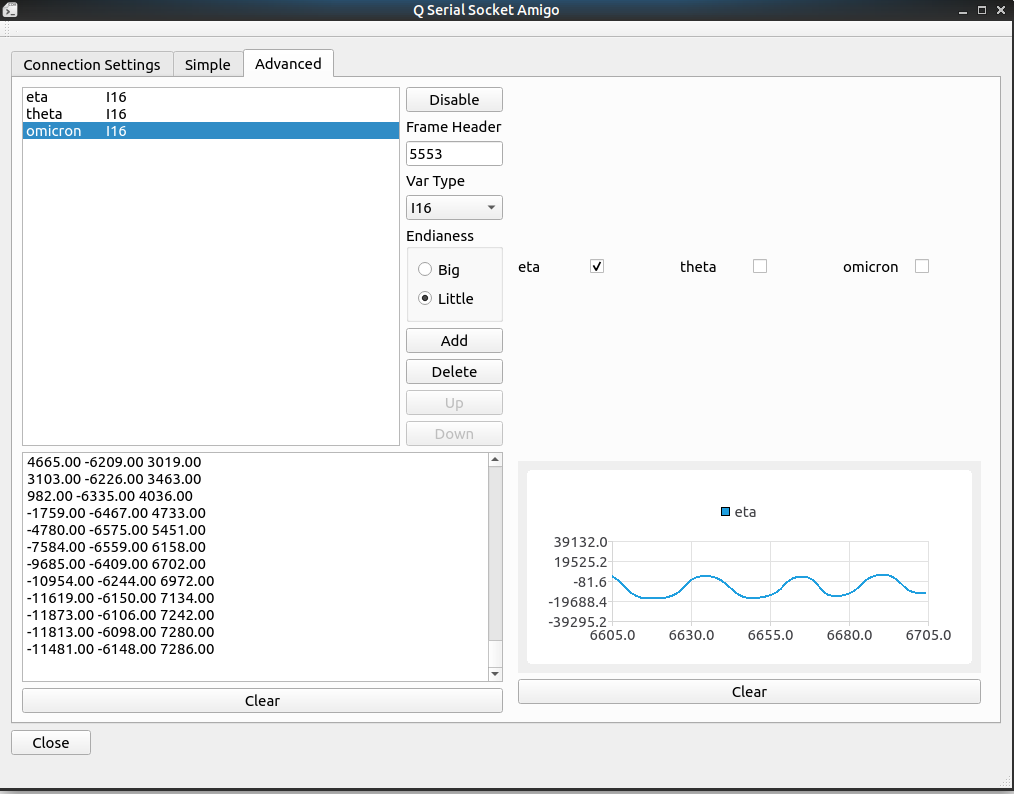 Q Serial Socket Amigo
Connection Settings Simple Advanced
eta I16
theta I16
omicron I16
Disable
Frame Header
5553
Var Type
I16
Endianess
Big
Little
Add
Delete
Up
Down
eta theta omicron
4665.00 -6209.00 3019.00
3103.00 -6226.00 3463.00
982.00 -6335.00 4036.00
-1759.00 -6467.00 4733.00
-4780.00 -6575.00 5451.00
-7584.00 -6559.00 6158.00
-9685.00 -6409.00 6702.00
-10954.00 -6244.00 6972.00
-11619.00 -6150.00 7134.00
-11873.00 -6106.00 7242.00
-11813.00 -6098.00 7280.00
-11481.00 -6148.00 7286.00
Clear
eta
39132.0
19525.2
-81.6
-19688.4
-39295.2
6605.0 6630.0 6655.0 6680.0 6705.0
Clear
Close